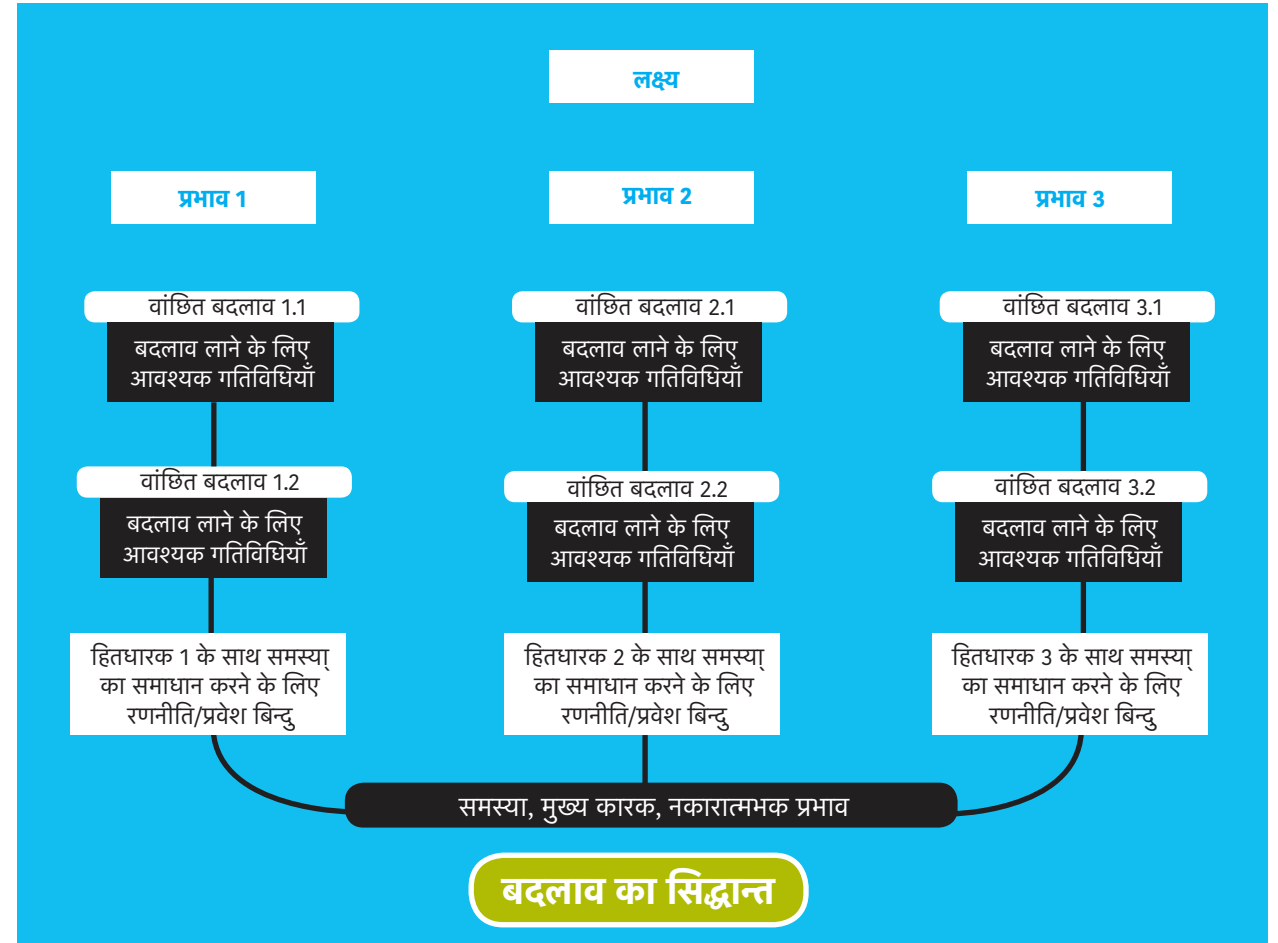 लक्ष्य
प्रभाव 1
प्रभाव 2
प्रभाव 3
वांछित बदलाव 1.1
बदलाव लाने के लिए
आवश्यक गतिविधियाँ
वांछित बदलाव 2.1
बदलाव लाने के लिए
आवश्यक गतिविधियाँ
वांछित बदलाव 3.1
बदलाव लाने के लिए
आवश्यक गतिविधियाँ
वांछित बदलाव 1.2
बदलाव लाने के लिए
आवश्यक गतिविधियाँ
वांछित बदलाव 2.2
बदलाव लाने के लिए
आवश्यक गतिविधियाँ
वांछित बदलाव 3.2
बदलाव लाने के लिए
आवश्यक गतिविधियाँ
हितधारक 1 के साथ समस्या्
का समाधान करने के लिए
रणनीति/प्रवेश बिन्दु
हितधारक 2 के साथ समस्या्
का समाधान करने के लिए
रणनीति/प्रवेश बिन्दु
हितधारक 3 के साथ समस्या्
का समाधान करने के लिए
रणनीति/प्रवेश बिन्दु
समस्या, मुख्य कारक, नकारात्मभक प्रभाव
बदलाव का सिद्धान्त